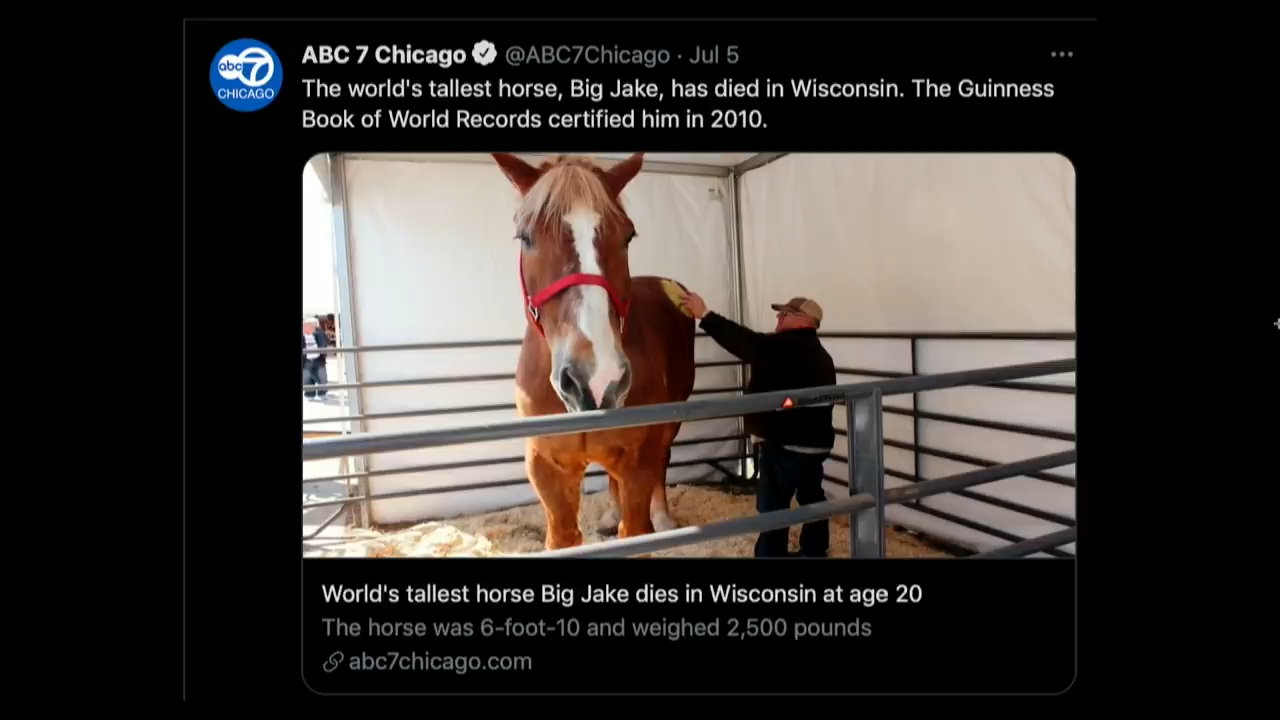 ABC 7 Chicago @ABC7Chicago · Jul 5
abc 7
CHICAGO
The world's tallest horse, Big Jake, has died in Wisconsin. The Guinness
Book of World Records certified him in 2010.
World's tallest horse Big Jake dies in Wisconsin at age 20
The horse was 6-foot-10 and weighed 2,500 pounds
abc7chicago.com